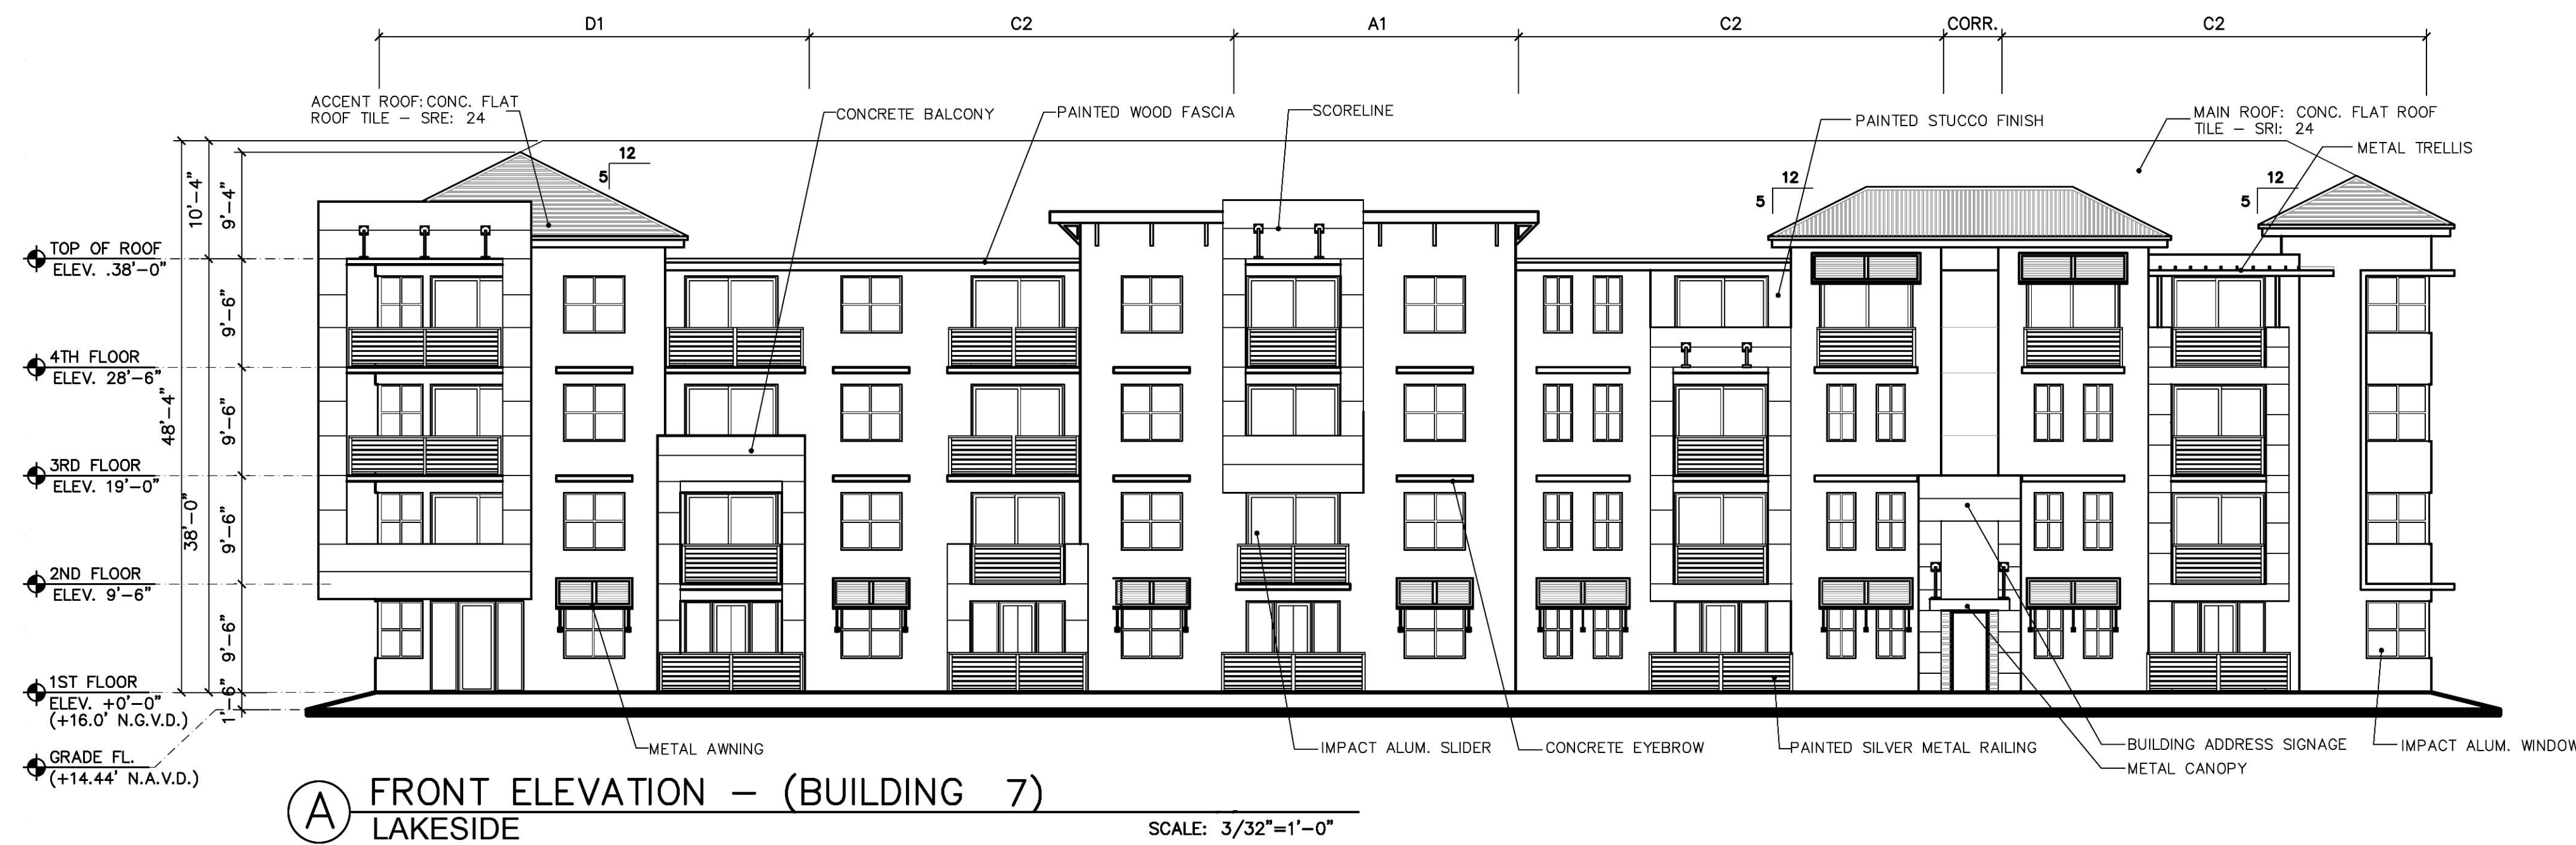 D1
C2
A1
C2
CORR.
C2
ACCENT ROOF: CONC. FLAT
ROOF TILE – SRE: 24
CONCRETE BALCONY
PAINTED WOOD FASCIA
SCORELINE
PAINTED STUCCO FINISH
MAIN ROOF: CONC. FLAT ROOF
TILE – SRI: 24
METAL TRELLIS
12
5
12
5
12
5
10'–4"
9'–4"
TOP OF ROOF
ELEV. .38'–0"
9'–6"
4TH FLOOR
ELEV. 28'–6"
48'–4"
9'–6"
3RD FLOOR
ELEV. 19'–0"
38'–0"
9'–6"
2ND FLOOR
ELEV. 9'–6"
9'–6"
1ST FLOOR
ELEV. +0'–0"
(+16.0' N.G.V.D.)
1'–6"
GRADE FL.
(+14.44' N.A.V.D.)
METAL AWNING
IMPACT ALUM. SLIDER
CONCRETE EYEBROW
PAINTED SILVER METAL RAILING
BUILDING ADDRESS SIGNAGE
METAL CANOPY
IMPACT ALUM. WINDOW
A
FRONT ELEVATION – (BUILDING 7)
LAKESIDE
SCALE: 3/32"=1'–0"